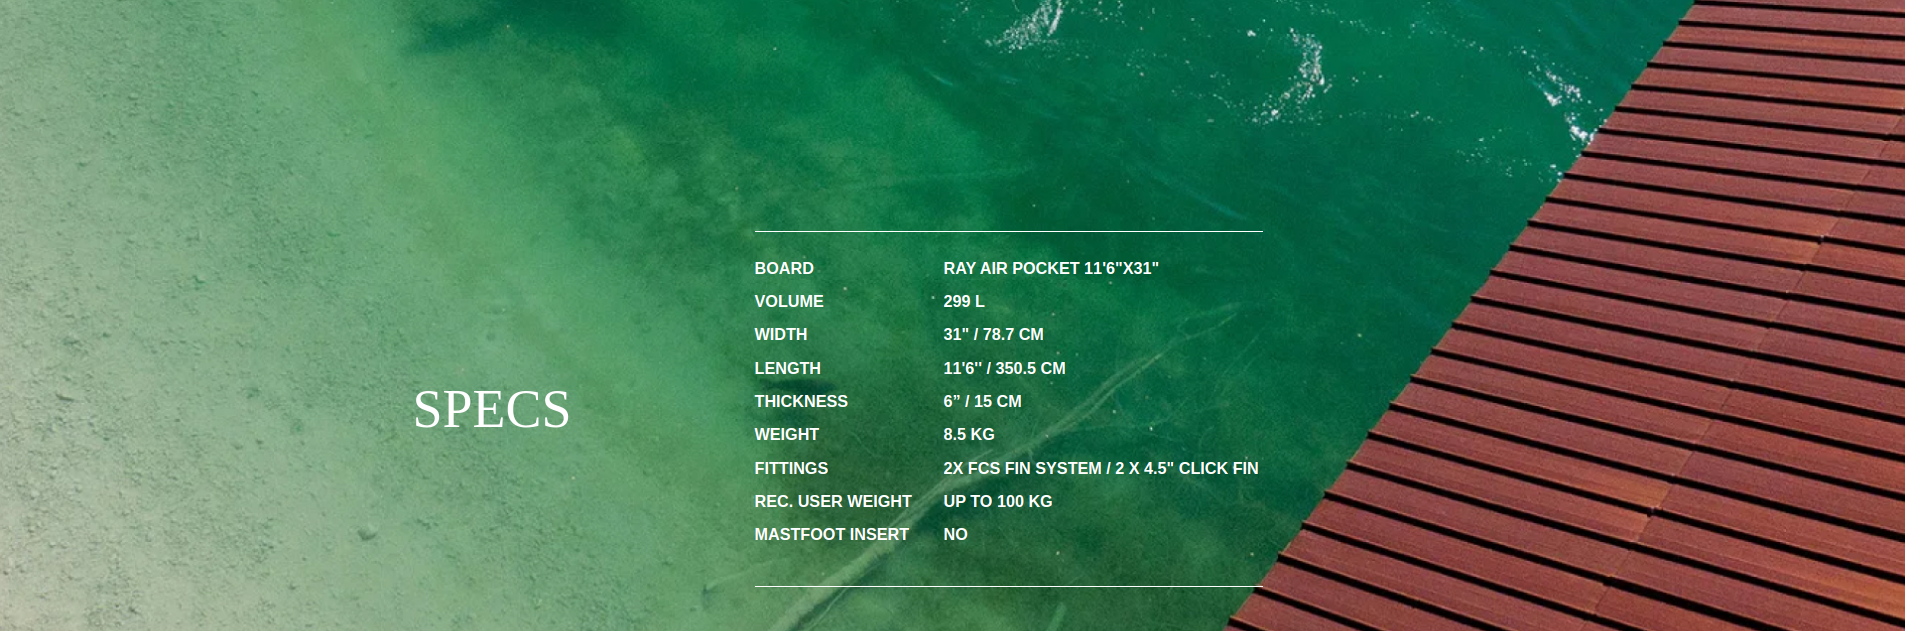 SPECS
BOARD RAY AIR POCKET 11'6"X31"
VOLUME 299 L
WIDTH 31" / 78.7 CM
LENGTH 11'6'' / 350.5 CM
THICKNESS 6” / 15 CM
WEIGHT 8.5 KG
FITTINGS 2X FCS FIN SYSTEM / 2 X 4.5" CLICK FIN
REC. USER WEIGHT UP TO 100 KG
MASTFOOT INSERT NO